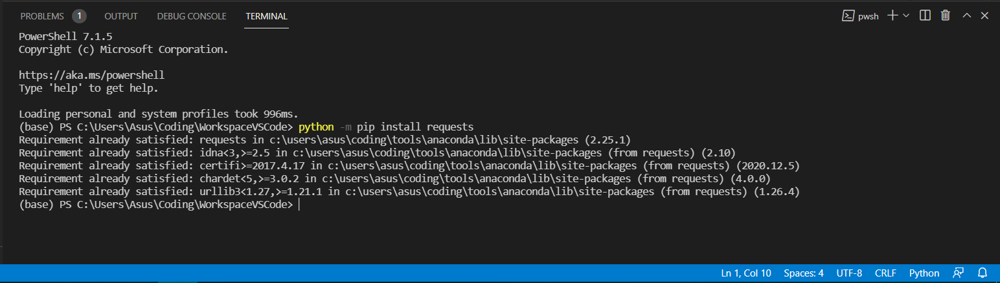 PROBLEMS 1 OUTPUT DEBUG CONSOLE TERMINAL pwsh
PowerShell 7.1.5
Copyright (c) Microsoft Corporation.
https://aka.ms/powershell
Type 'help' to get help.
Loading personal and system profiles took 996ms.
(base) PS C:\Users\Asus\Coding\WorkspaceVSCode> python -m pip install requests
Requirement already satisfied: requests in c:\users\asus\coding\tools\anaconda\lib\site-packages (2.25.1)
Requirement already satisfied: idna<3,>=2.5 in c:\users\asus\coding\tools\anaconda\lib\site-packages (from requests) (2.10)
Requirement already satisfied: certifi>=2017.4.17 in c:\users\asus\coding\tools\anaconda\lib\site-packages (from requests) (2020.12.5)
Requirement already satisfied: chardet<5,>=3.0.2 in c:\users\asus\coding\tools\anaconda\lib\site-packages (from requests) (4.0.0)
Requirement already satisfied: urllib3<1.27,>=1.21.1 in c:\users\asus\coding\tools\anaconda\lib\site-packages (from requests) (1.26.4)
(base) PS C:\Users\Asus\Coding\WorkspaceVSCode>
Ln 1, Col 10 Spaces: 4 UTF-8 CRLF Python